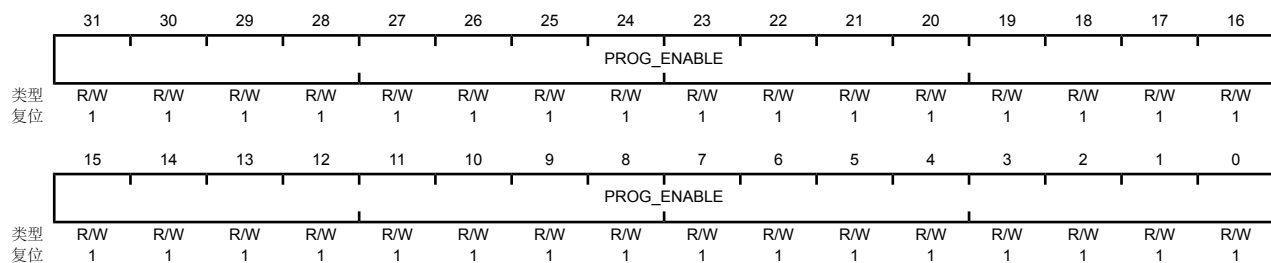 31 30 29 28 27 26 25 24 23 22 21 20 19 18 17 16
PROG_ENABLE
类型 R/W R/W R/W R/W R/W R/W R/W R/W R/W R/W R/W R/W R/W R/W R/W R/W
复位 1 1 1 1 1 1 1 1 1 1 1 1 1 1 1 1
15 14 13 12 11 10 9 8 7 6 5 4 3 2 1 0
PROG_ENABLE
类型 R/W R/W R/W R/W R/W R/W R/W R/W R/W R/W R/W R/W R/W R/W R/W R/W
复位 1 1 1 1 1 1 1 1 1 1 1 1 1 1 1 1